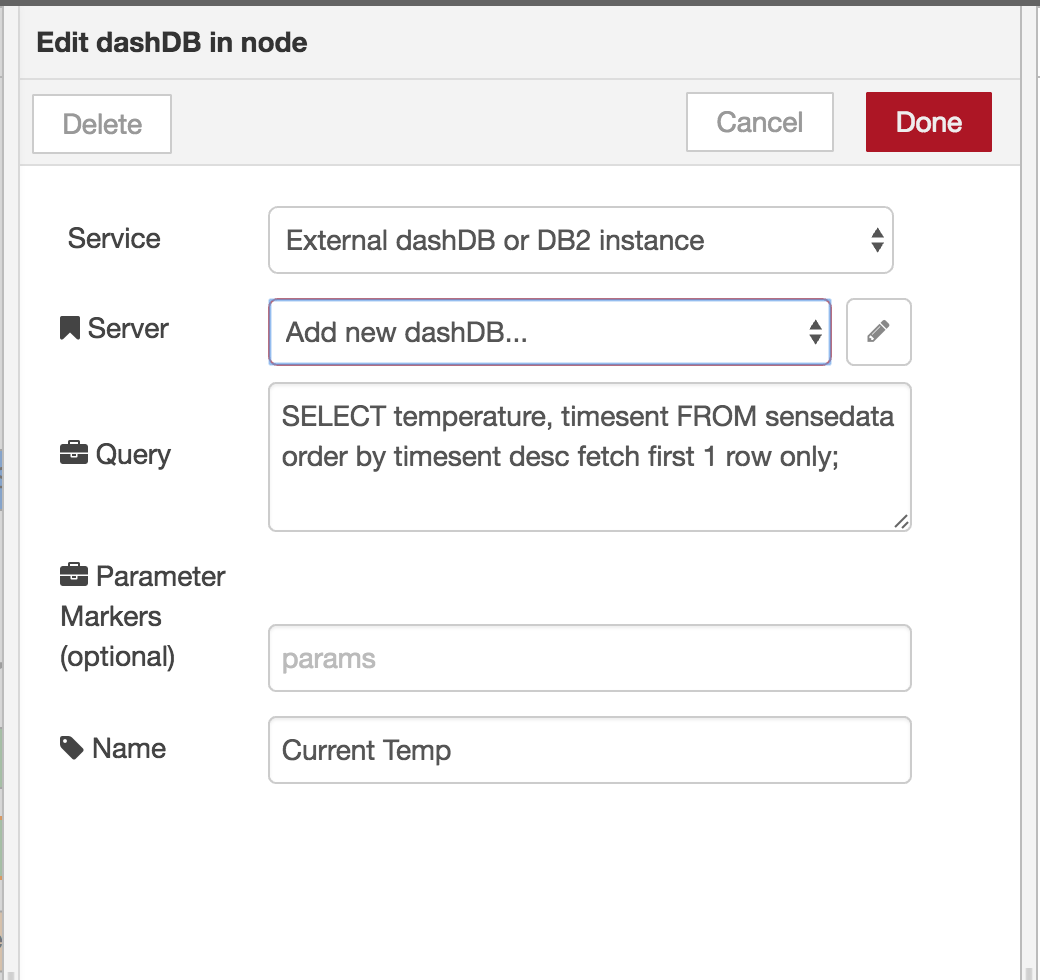 Edit dashDB in node
Delete
Cancel
Done
Service
External dashDB or DB2 instance
Server
Add new dashDB...
Query
SELECT temperature, timesent FROM sensedata
order by timesent desc fetch first 1 row only;
Parameter
Markers
(optional)
params
Name
Current Temp